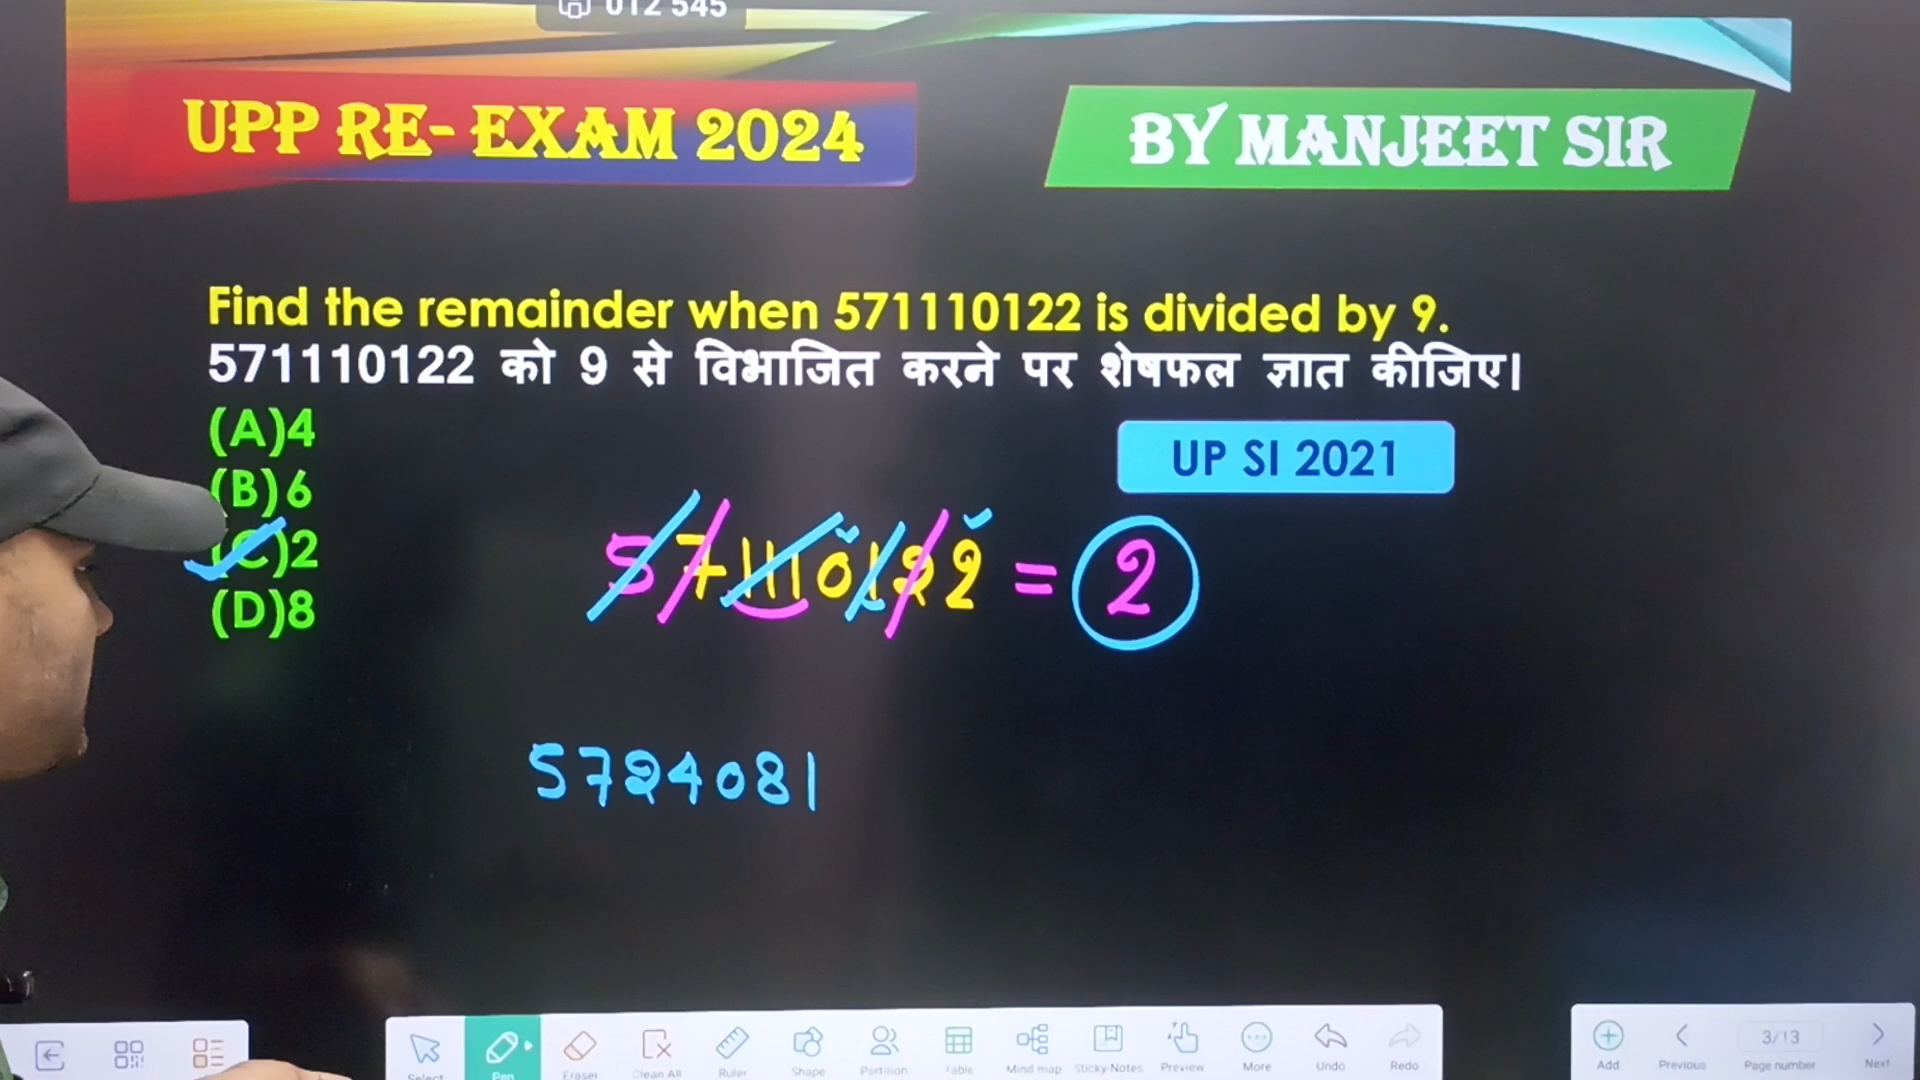 012 545
UPP RE- EXAM 2024
BY MANJEET SIR
Find the remainder when 571110122 is divided by 9.
571110122 को 9 से विभाजित करने पर शेषफल ज्ञात कीजिए।
(A)4
UP SI 2021
(B)6
(C)2
(D)8
571110122 = 2
5724081
Select
Pen
Eraser
Clean All
Ruler
Shape
Partition
Table
Mind map
Sticky-Notes
Preview
More
Undo
Redo
Add
Previous
3/13
Page number
Next